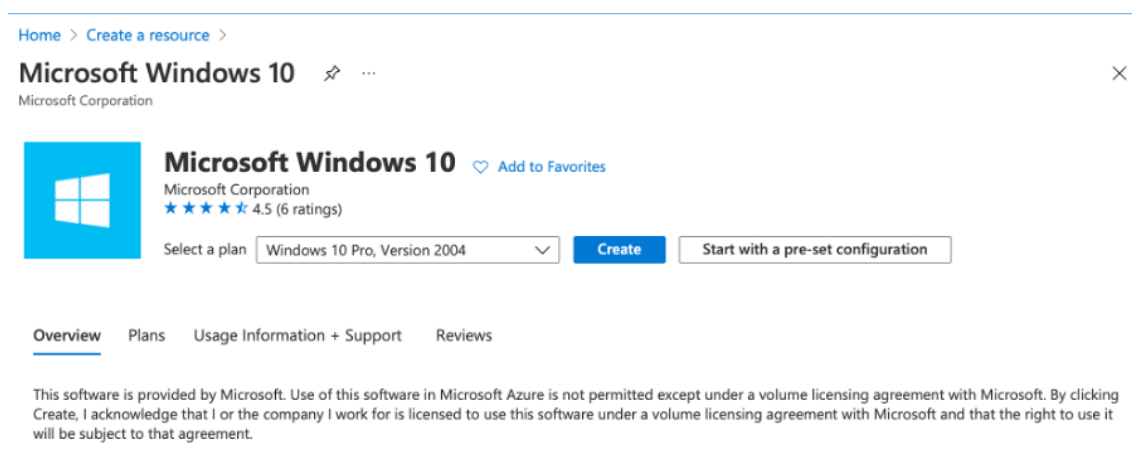 Home > Create a resource >
Microsoft Windows 10 ...
Microsoft Corporation
Microsoft Windows 10 Add to Favorites
Microsoft Corporation
4.5 (6 ratings)
Select a plan Windows 10 Pro, Version 2004 Create Start with a pre-set configuration
Overview Plans Usage Information + Support Reviews
This software is provided by Microsoft. Use of this software in Microsoft Azure is not permitted except under a volume licensing agreement with Microsoft. By clicking
Create, I acknowledge that I or the company I work for is licensed to use this software under a volume licensing agreement with Microsoft and that the right to use it
will be subject to that agreement.